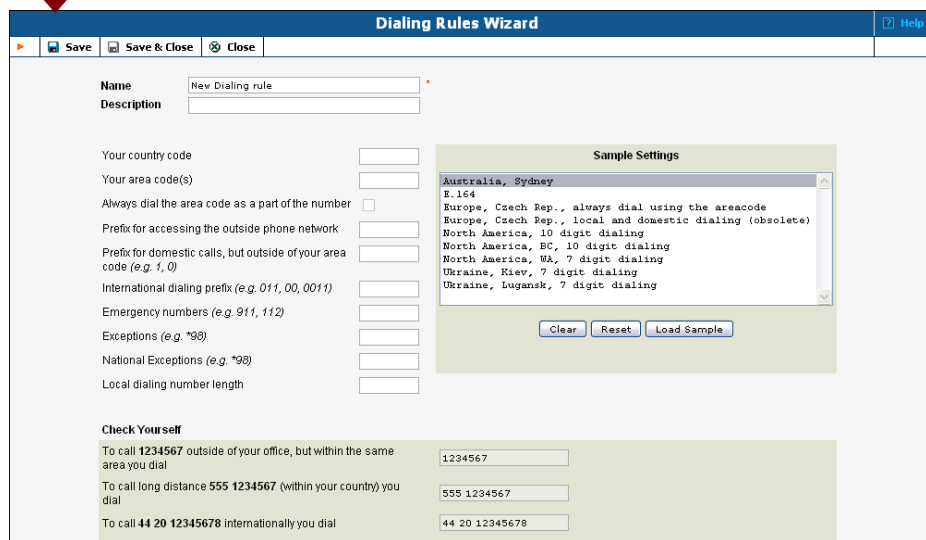 Dialing Rules Wizard
? Help
Save
Save & Close
Close
Name
New Dialing rule
*
Description
Your country code
Your area code(s)
Always dial the area code as a part of the number
Prefix for accessing the outside phone network
Prefix for domestic calls, but outside of your area
code (e.g. 1, 0)
International dialing prefix (e.g. 011, 00, 0011)
Emergency numbers (e.g. 911, 112)
Exceptions (e.g. *98)
National Exceptions (e.g. *98)
Local dialing number length
Sample Settings
Australia, Sydney
E.164
Europe, Czech Rep., always dial using the areacode
Europe, Czech Rep., local and domestic dialing (obsolete)
North America, 10 digit dialing
North America, BC, 10 digit dialing
North America, WA, 7 digit dialing
Ukraine, Kiev, 7 digit dialing
Ukraine, Lugansk, 7 digit dialing
Clear
Reset
Load Sample
Check Yourself
To call 1234567 outside of your office, but within the same
area you dial
1234567
To call long distance 555 1234567 (within your country) you
dial
555 1234567
To call 44 20 12345678 internationally you dial
44 20 12345678